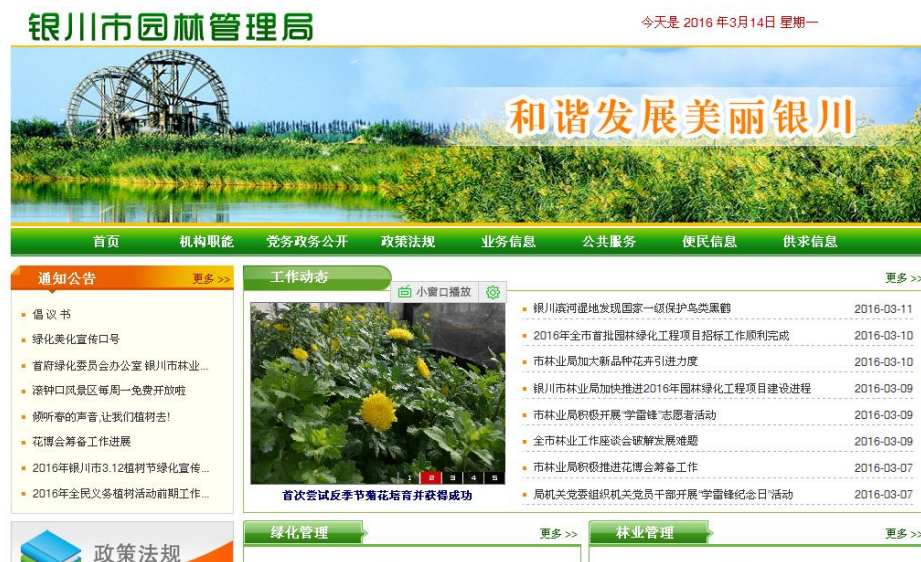 银川市园林管理局
今天是 2016 年3月14日 星期一
和谐发展美丽银川
首页 机构职能 党务政务公开 政策法规 业务信息 公共服务 便民信息 供求信息
通知公告 更多 >>
倡 议 书
绿化美化宣传口号
首府绿化委员会办公室 银川市林业...
滚钟口风景区每周一免费开放啦
倾听春的声音,让我们植树去!
花博会筹备工作进展
2016年银川市3.12植树节绿化宣传...
2016年全民义务植树活动前期工作...
工作动态 更多 >>
小窗口播放
1 2 3 4 5
首次尝试反季节菊花培育并获得成功
银川滨河湿地发现国家一级保护鸟类黑鹳 2016-03-11
2016年全市首批园林绿化工程项目招标工作顺利完成 2016-03-10
市林业局加大新品种花卉引进力度 2016-03-10
银川市林业局加快推进2016年园林绿化工程项目建设进程 2016-03-09
市林业局积极开展“学雷锋”志愿者活动 2016-03-09
全市林业工作座谈会破解发展难题 2016-03-09
市林业局积极推进花博会筹备工作 2016-03-07
局机关党委组织机关党员干部开展“学雷锋纪念日”活动 2016-03-07
政策法规
绿化管理 更多 >>
林业管理 更多 >>